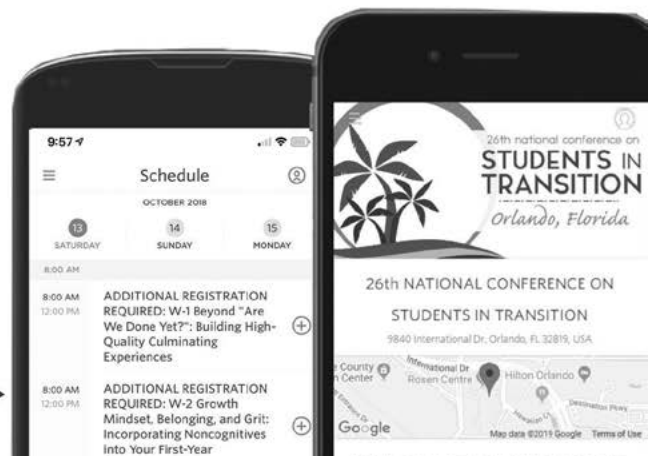 9:57
Schedule
OCTOBER 2018
13
14
15
SATURDAY
SUNDAY
MONDAY
8:00 AM
8:00 AM
12:00 PM
ADDITIONAL REGISTRATION
REQUIRED: W-1 Beyond "Are
We Done Yet?": Building High-
Quality Culminating
Experiences
8:00 AM
12:00 PM
ADDITIONAL REGISTRATION
REQUIRED: W-2 Growth
Mindset, Belonging, and Grit:
Incorporating Noncognitives
Into Your First-Year
26th national conference on
STUDENTS IN
TRANSITION
Orlando, Florida
26th NATIONAL CONFERENCE ON
STUDENTS IN TRANSITION
9840 International Dr, Orlando, FL 32819, USA
County
n Center
International Dr
Rosen Centre
Hilton Orlando
Destination Pkwy
Google
Map data ©2019 Google
Terms of Use